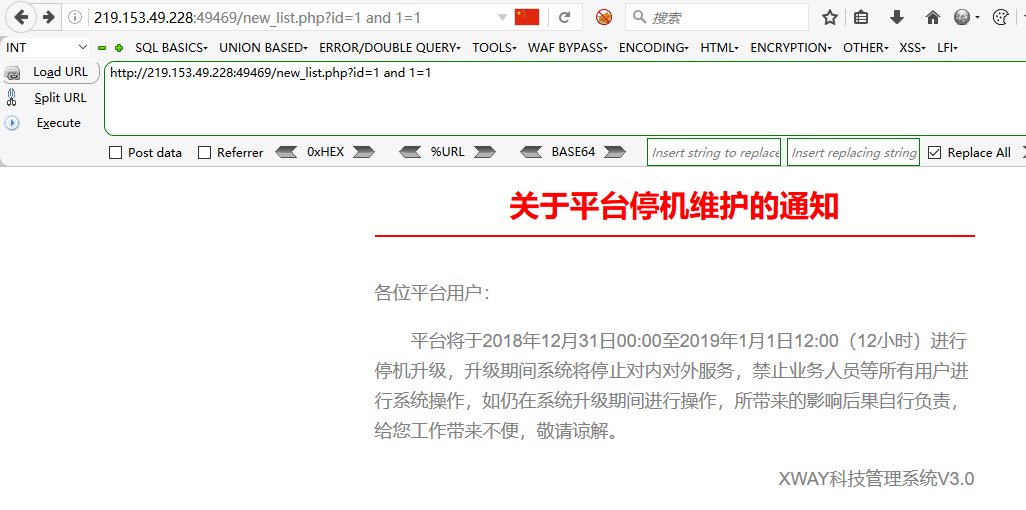 219.153.49.228:49469/new_list.php?id=1 and 1=1
搜索
INT
SQL BASICS▾ UNION BASED▾ ERROR/DOUBLE QUERY▾ TOOLS▾ WAF BYPASS▾ ENCODING▾ HTML▾ ENCRYPTION▾ OTHER▾ XSS▾ LFI▾
Load URL
http://219.153.49.228:49469/new_list.php?id=1 and 1=1
Split URL
Execute
Post data Referrer 0xHEX %URL BASE64 Insert string to replace Insert replacing string Replace All
关于平台停机维护的通知
各位平台用户：
平台将于2018年12月31日00:00至2019年1月1日12:00（12小时）进行
停机升级，升级期间系统将停止对内对外服务，禁止业务人员等所有用户进
行系统操作，如仍在系统升级期间进行操作，所带来的影响后果自行负责，
给您工作带来不便，敬请谅解。
XWAY科技管理系统V3.0